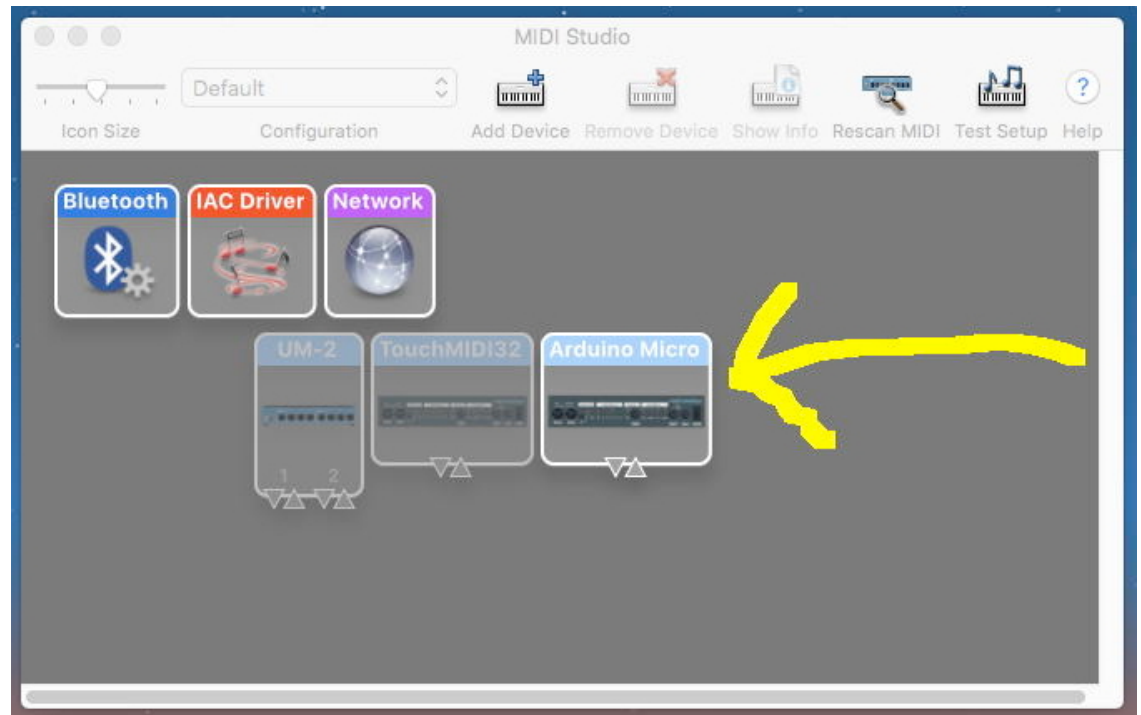 MIDI Studio
Default
Icon Size Configuration Add Device Remove Device Show Info Rescan MIDI Test Setup Help
?
Bluetooth IAC Driver Network
UM-2 TouchMIDI32 Arduino Micro
1 2